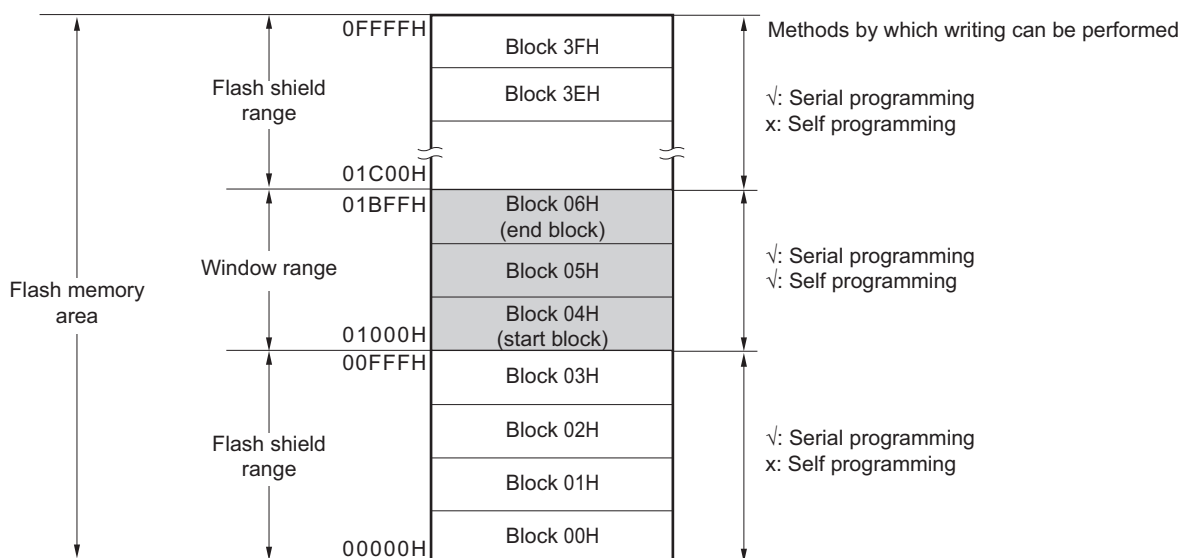 0FFFFH
Block 3FH
Methods by which writing can be performed
Flash shield
range
Block 3EH
√: Serial programming
x: Self programming
01C00H
01BFFH
Block 06H
(end block)
Window range
Block 05H
√: Serial programming
√: Self programming
Flash memory
area
01000H
Block 04H
(start block)
00FFFH
Block 03H
Flash shield
range
Block 02H
√: Serial programming
x: Self programming
Block 01H
Block 00H
00000H